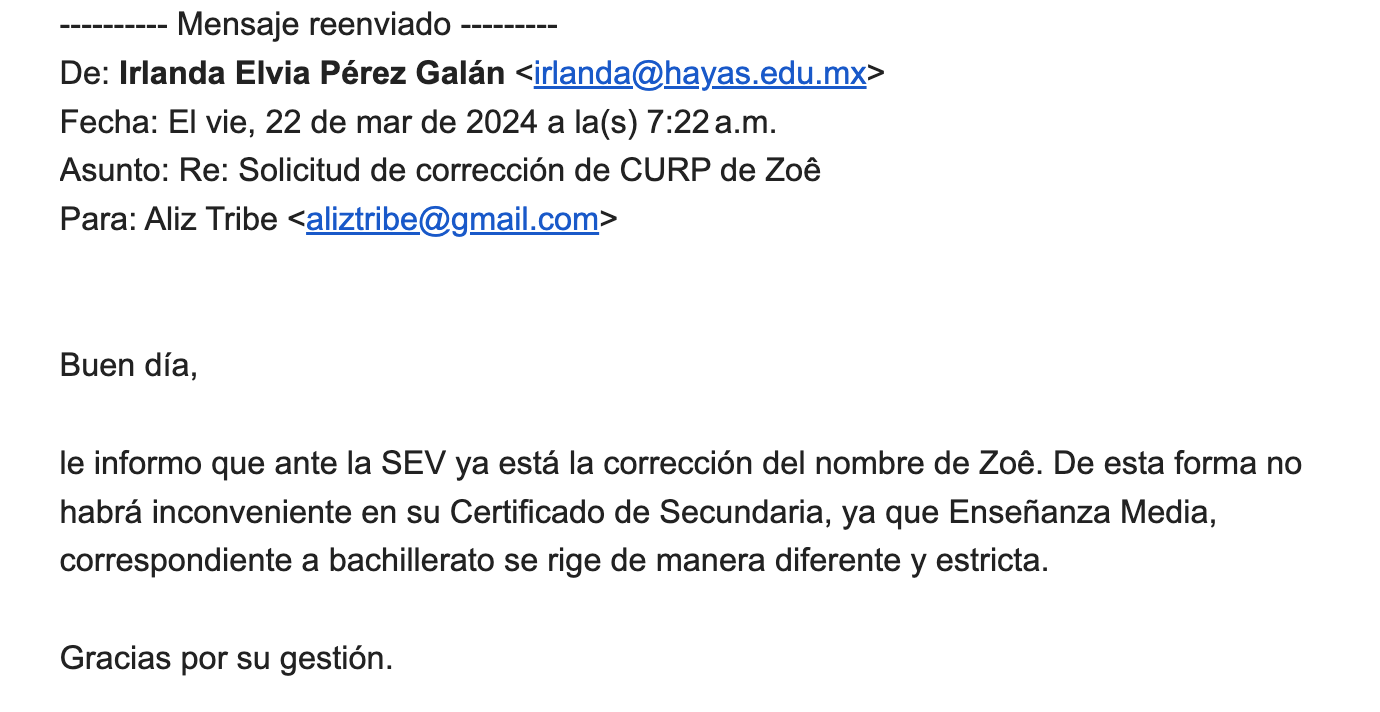 ---------- Mensaje reenviado ---------
De: Irlanda Elvia Pérez Galán <irlanda@hayas.edu.mx>
Fecha: El vie, 22 de mar de 2024 a la(s) 7:22 a.m.
Asunto: Re: Solicitud de corrección de CURP de Zoê
Para: Aliz Tribe <aliztribe@gmail.com>
Buen día,
le informo que ante la SEV ya está la corrección del nombre de Zoê. De esta forma no
habrá inconveniente en su Certificado de Secundaria, ya que Enseñanza Media,
correspondiente a bachillerato se rige de manera diferente y estricta.
Gracias por su gestión.